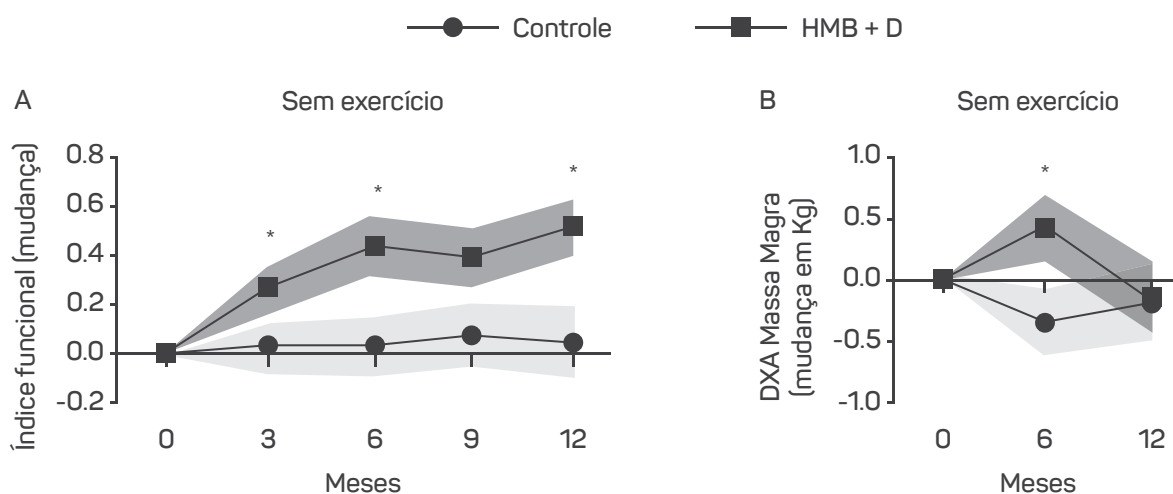 Controle
HMB + D
A
Sem exercício
Índice funcional (mudança)
0.8
0.6
0.4
0.2
0.0
-0.2
*
*
*
0
3
6
9
12
Meses
B
Sem exercício
DXA Massa Magra
(mudança em Kg)
1.0
0.5
0.0
-0.5
-1.0
*
0
6
12
Meses